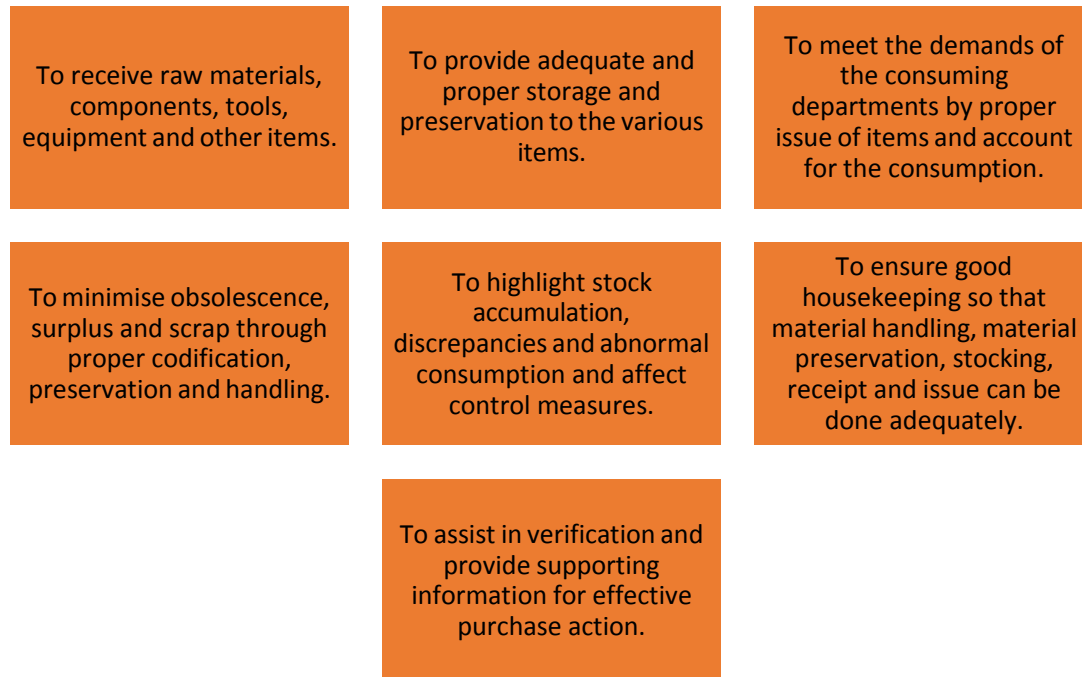 To receive raw materials,
components, tools,
equipment and other items.
To provide adequate and
proper storage and
preservation to the various
items.
To meet the demands of
the consuming
departments by proper
issue of items and account
for the consumption.
To minimise obsolescence,
surplus and scrap through
proper codification,
preservation and handling.
To highlight stock
accumulation,
discrepancies and abnormal
consumption and affect
control measures.
To ensure good
housekeeping so that
material handling, material
preservation, stocking,
receipt and issue can be
done adequately.
To assist in verification and
provide supporting
information for effective
purchase action.